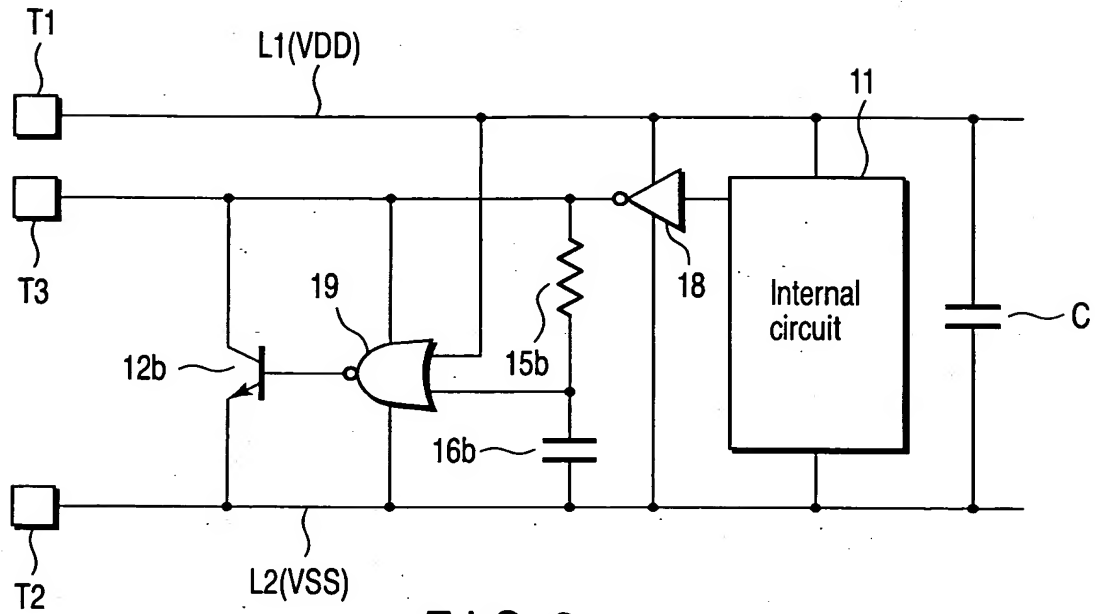 T1
L1(VDD)
11
T3
19
18
Internal
circuit
C
12b
15b
16b
T2
L2(VSS)